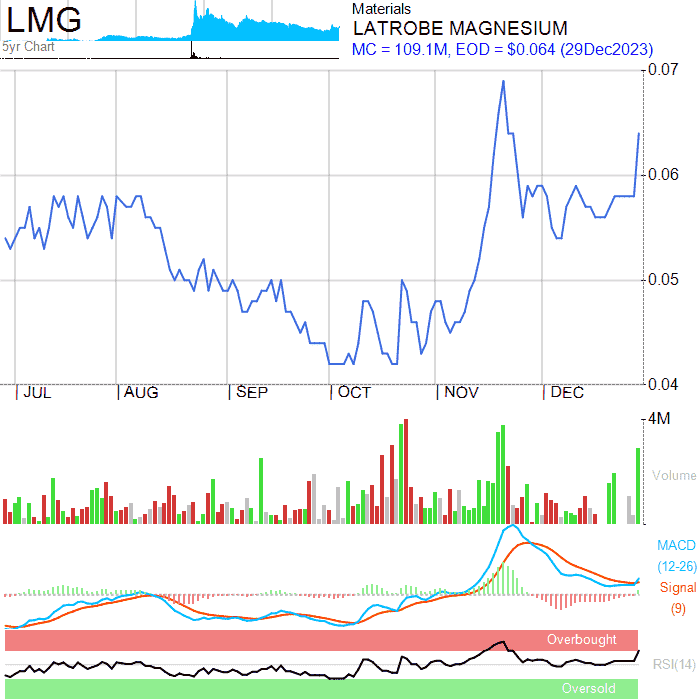 LMG
5yr Chart
Materials
LATROBE MAGNESIUM
MC = 109.1M, EOD = $0.064 (29Dec2023)
0.07
0.06
0.05
0.04
JUL AUG SEP OCT NOV DEC
4M
Volume
MACD
(12-26)
Signal
(9)
Overbought
RSI(14)
Oversold